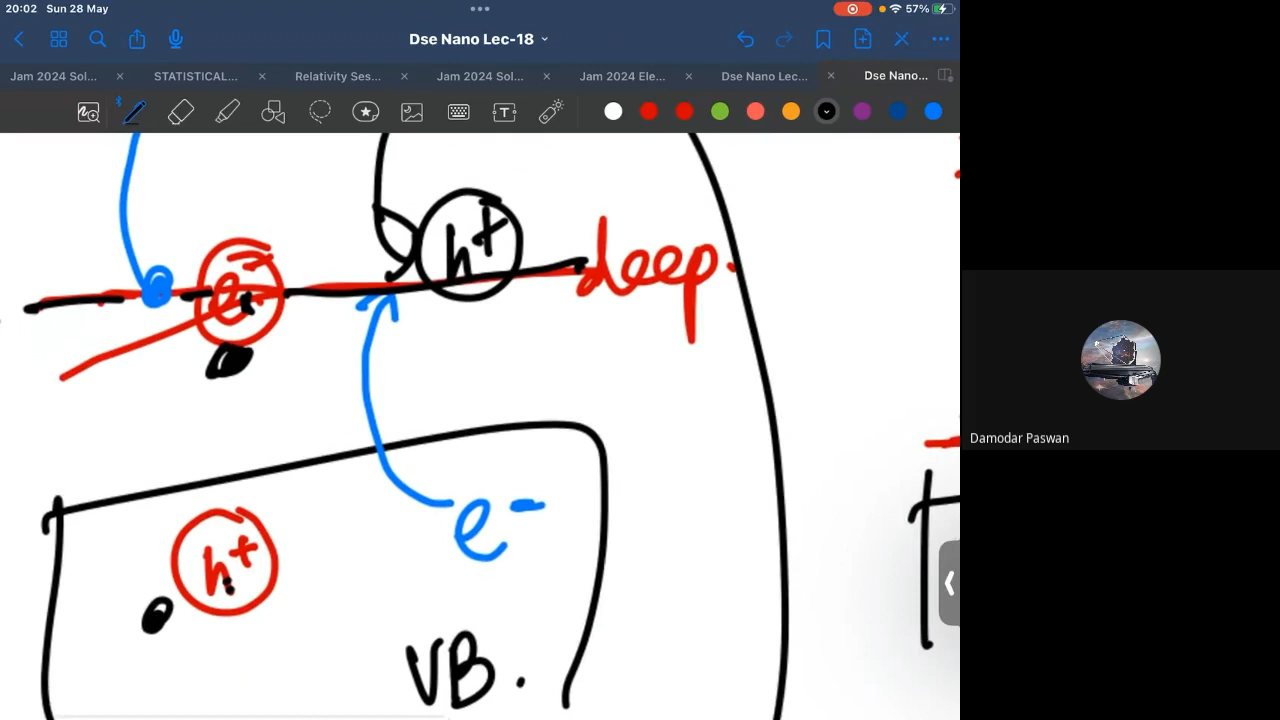 20:02 Sun 28 May
57%
Dse Nano Lec-18
Jam 2024 Sol...
STATISTICAL...
Relativity Ses...
Jam 2024 Sol...
Jam 2024 Ele...
Dse Nano Lec...
Dse Nano...
T
h+
e-
deep.
e-
h+
VB.
Damodar Paswan